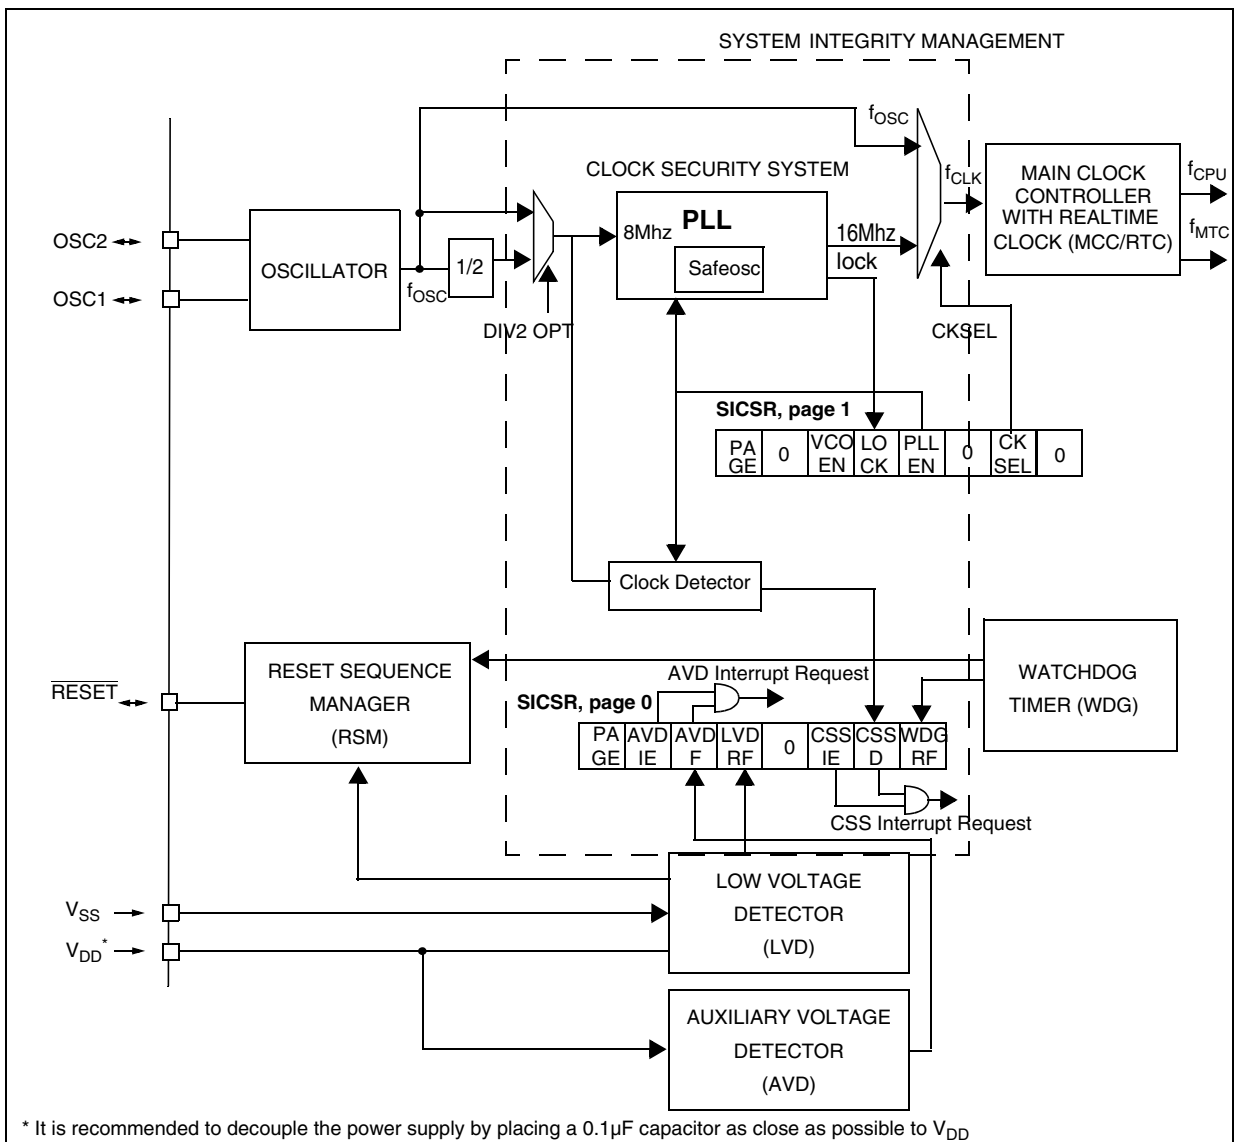 SYSTEM INTEGRITY MANAGEMENT
fOSC
CLOCK SECURITY SYSTEM
fCLK
MAIN CLOCK
CONTROLLER
WITH REALTIME
CLOCK (MCC/RTC)
fCPU
fMTC
8Mhz
PLL
Safeosc
16Mhz
lock
OSC2
OSC1
OSCILLATOR
fOSC
1/2
DIV2 OPT
CKSEL
SICSR, page 1
PA
GE
0
VCO
EN
LO
CK
PLL
EN
0
CK
SEL
0
Clock Detector
RESET
RESET SEQUENCE
MANAGER
(RSM)
WATCHDOG
TIMER (WDG)
AVD Interrupt Request
SICSR, page 0
PA
GE
AVD
IE
AVD
F
LVD
RF
0
CSS
IE
CSS
D
WDG
RF
CSS Interrupt Request
VSS
VDD*
LOW VOLTAGE
DETECTOR
(LVD)
AUXILIARY VOLTAGE
DETECTOR
(AVD)
* It is recommended to decouple the power supply by placing a 0.1µF capacitor as close as possible to VDD